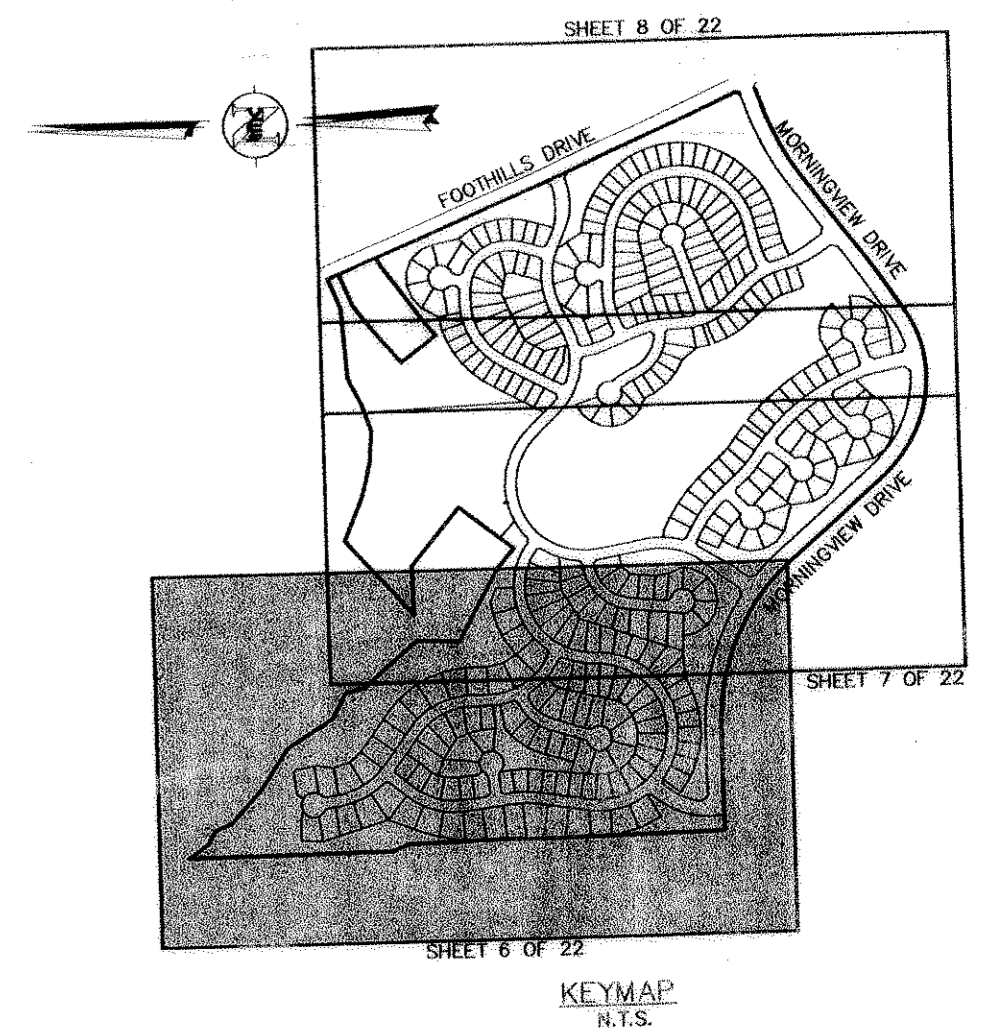 SHEET 8 OF 22
FOOTHILLS DRIVE
MORNINGVIEW DRIVE
MORNINGVIEW DRIVE
SHEET 7 OF 22
SHEET 6 OF 22
KEYMAP
N.T.S.